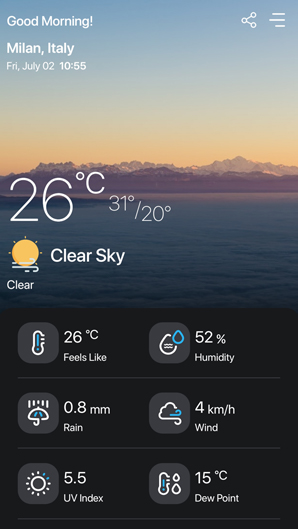 Good Morning!
Milan, Italy
Fri, July 02 10:55
26°C 31°/20°
Clear Sky
Clear
26 °C
Feels Like
52 %
Humidity
0.8 mm
Rain
4 km/h
Wind
5.5
UV Index
15 °C
Dew Point